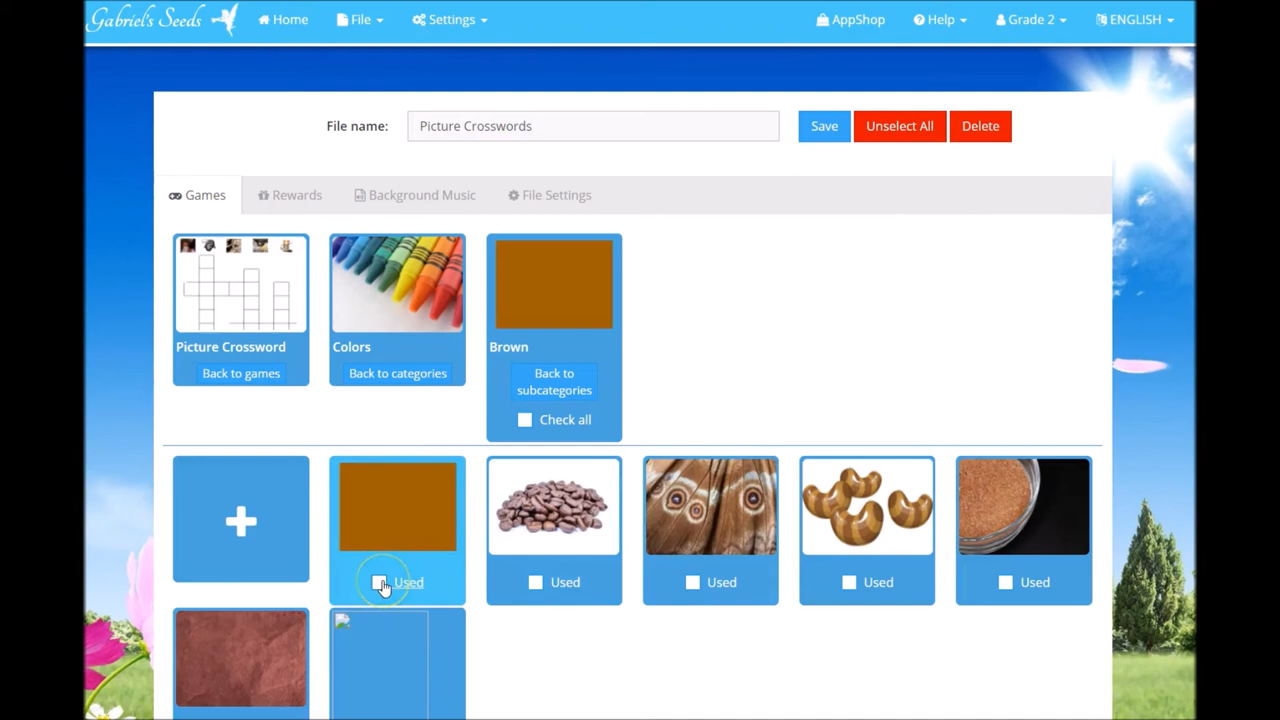 Gabriel's Seeds Home File Settings AppShop Help Grade 2 ENGLISH
File name: Picture Crosswords Save Unselect All Delete
Games Rewards Background Music File Settings
Picture Crossword
Back to games
Colors
Back to categories
Brown
Back to
subcategories
Check all
Used Used Used Used Used